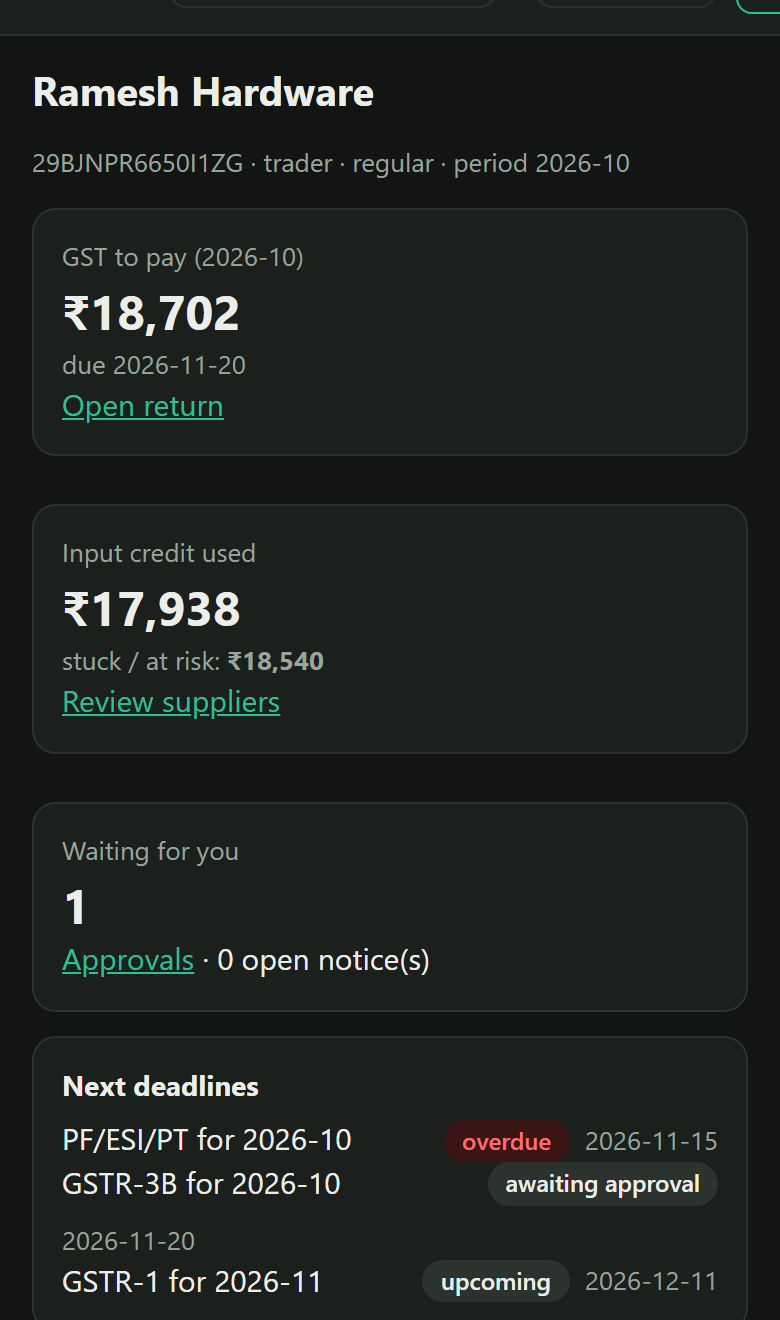 Ramesh Hardware
29BJNPR6650I1ZG · trader · regular · period 2026-10
GST to pay (2026-10)
₹18,702
due 2026-11-20
Open return
Input credit used
₹17,938
stuck / at risk: ₹18,540
Review suppliers
Waiting for you
1
Approvals · 0 open notice(s)
Next deadlines
PF/ESI/PT for 2026-10 overdue 2026-11-15
GSTR-3B for 2026-10 awaiting approval
2026-11-20
GSTR-1 for 2026-11 upcoming 2026-12-11